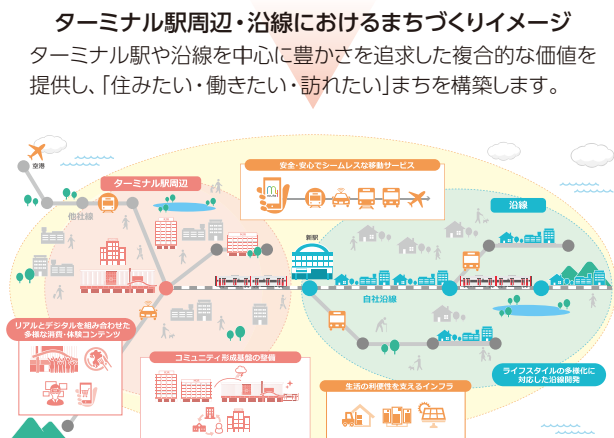 ターミナル駅周辺・沿線におけるまちづくりイメージ
ターミナル駅や沿線を中心に豊かさを追求した複合的な価値を
提供し、「住みたい・働きたい・訪れたい」まちを構築します。
安全・安心でシームレスな移動サービス
空港
ターミナル駅周辺
他社線
沿線
新駅
自社沿線
リアルとデジタルを組み合わせた
多様な消費・体験コンテンツ
コミュニティ形成基盤の整備
生活の利便性を支えるインフラ
ライフスタイルの多様化に
対応した沿線開発